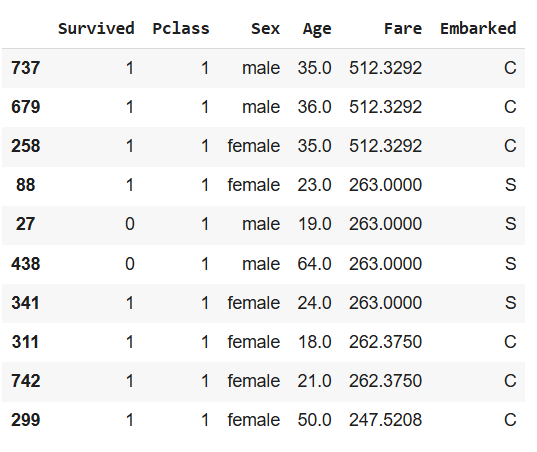 Survived Pclass Sex Age Fare Embarked
737 1 1 male 35.0 512.3292 C
679 1 1 male 36.0 512.3292 C
258 1 1 female 35.0 512.3292 C
88 1 1 female 23.0 263.0000 S
27 0 1 male 19.0 263.0000 S
438 0 1 male 64.0 263.0000 S
341 1 1 female 24.0 263.0000 S
311 1 1 female 18.0 262.3750 C
742 1 1 female 21.0 262.3750 C
299 1 1 female 50.0 247.5208 C